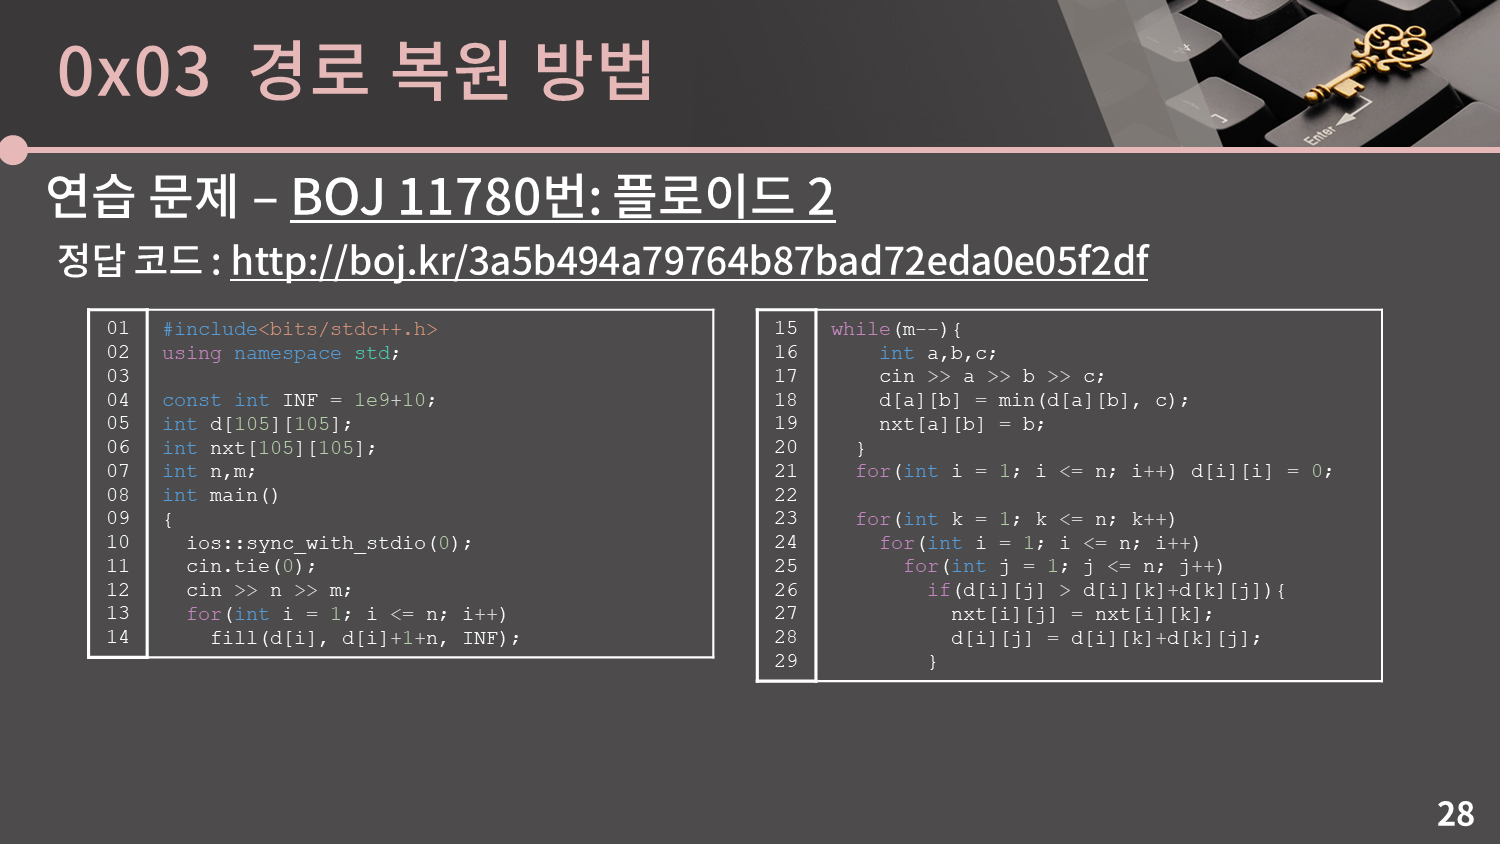 0x03 경로 복원 방법
Enter
연습 문제 – BOJ 11780번: 플로이드 2
정답 코드 : http://boj.kr/3a5b494a79764b87bad72eda0e05f2df
01 #include<bits/stdc++.h>
02 using namespace std;
03
04 const int INF = 1e9+10;
05 int d[105][105];
06 int nxt[105][105];
07 int n,m;
08 int main()
09 {
10   ios::sync_with_stdio(0);
11   cin.tie(0);
12   cin >> n >> m;
13   for(int i = 1; i <= n; i++)
14     fill(d[i], d[i]+1+n, INF);
15 while(m--){
16     int a,b,c;
17     cin >> a >> b >> c;
18     d[a][b] = min(d[a][b], c);
19     nxt[a][b] = b;
20   }
21   for(int i = 1; i <= n; i++) d[i][i] = 0;
22
23   for(int k = 1; k <= n; k++)
24     for(int i = 1; i <= n; i++)
25       for(int j = 1; j <= n; j++)
26         if(d[i][j] > d[i][k]+d[k][j]){
27           nxt[i][j] = nxt[i][k];
28           d[i][j] = d[i][k]+d[k][j];
29         }
28